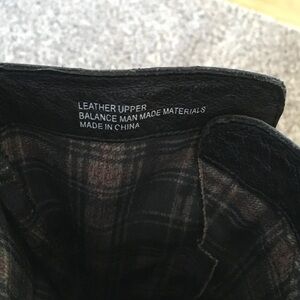 LEATHER UPPER
BALANCE MAN MADE MATERIALS
MADE IN CHINA